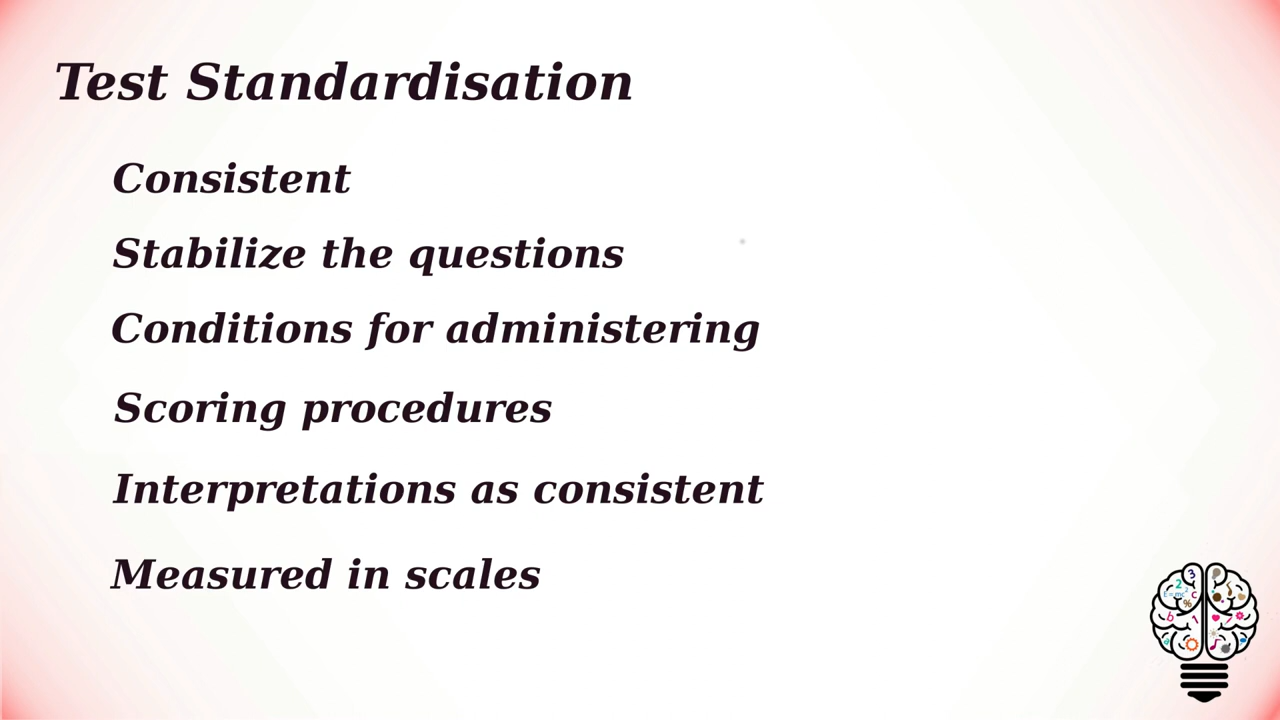 Test Standardisation
Consistent
Stabilize the questions
Conditions for administering
Scoring procedures
Interpretations as consistent
Measured in scales